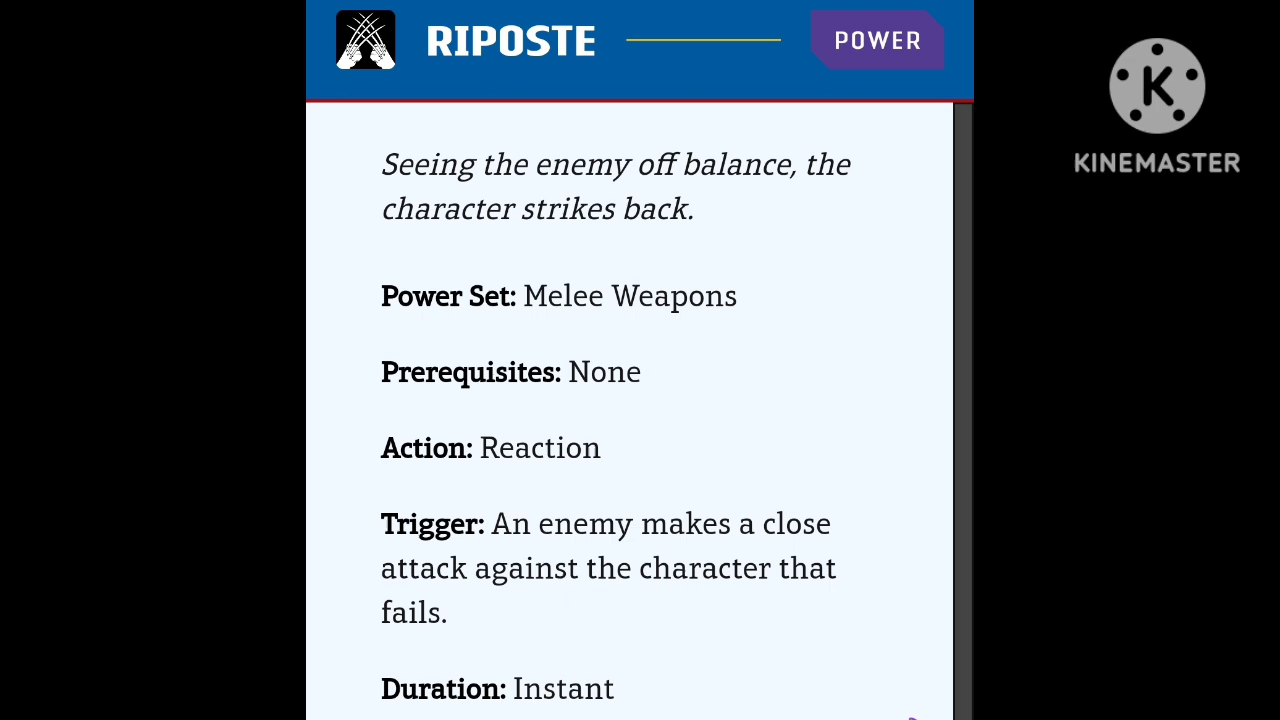 RIPOSTE
POWER
K
KINEMASTER
Seeing the enemy off balance, the
character strikes back.
Power Set: Melee Weapons
Prerequisites: None
Action: Reaction
Trigger: An enemy makes a close
attack against the character that
fails.
Duration: Instant